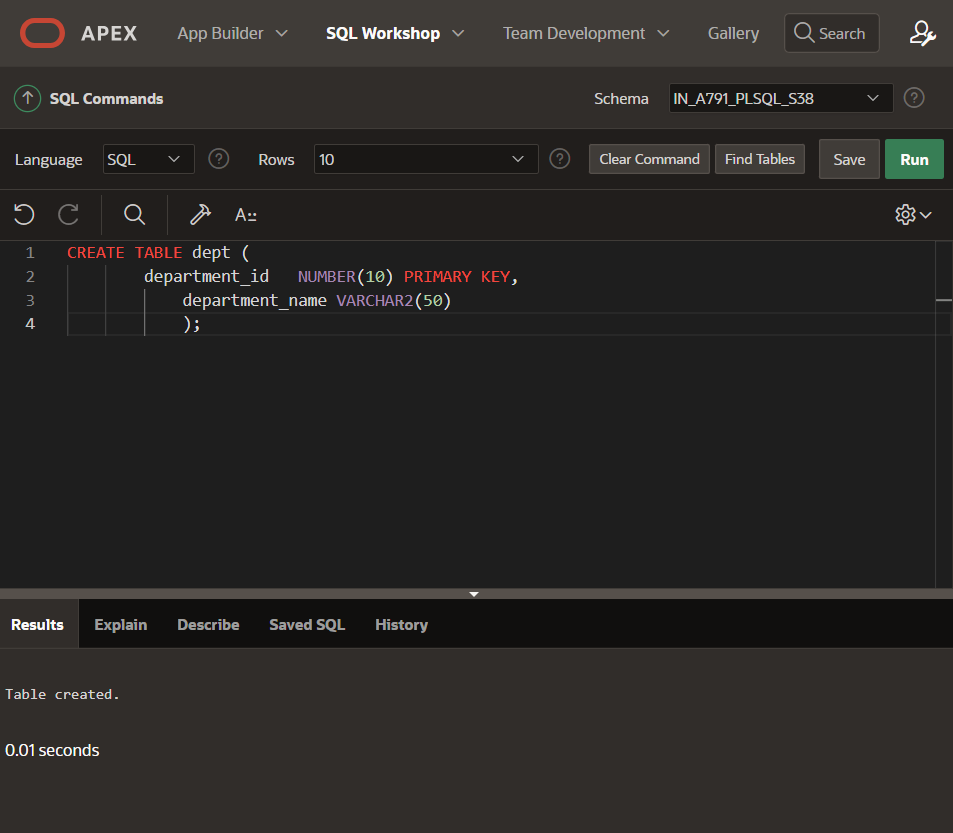 APEX App Builder SQL Workshop Team Development Gallery Search
SQL Commands Schema IN_A791_PLSQL_S38 ?
Language SQL ? Rows 10 ? Clear Command Find Tables Save Run
A::
1 CREATE TABLE dept (
2 department_id NUMBER(10) PRIMARY KEY,
3 department_name VARCHAR2(50)
4 );
Results Explain Describe Saved SQL History
Table created.
0.01 seconds